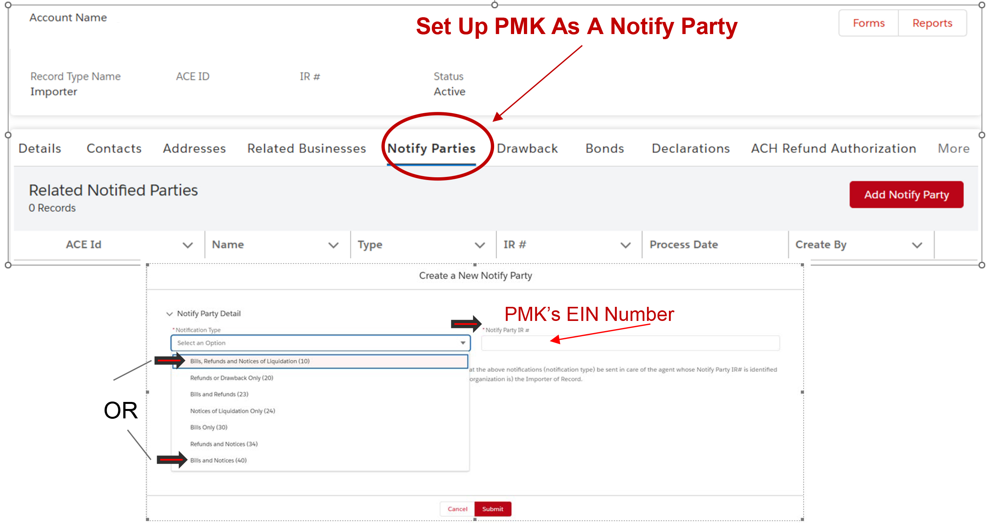 Account Name
Set Up PMK As A Notify Party
Forms
Reports
Record Type Name
ACE ID
IR #
Status
Importer
Active
Details
Contacts
Addresses
Related Businesses
Notify Parties
Drawback
Bonds
Declarations
ACH Refund Authorization
More
Related Notified Parties
0 Records
Add Notify Party
ACE Id
Name
Type
IR #
Process Date
Create By
Create a New Notify Party
Notify Party Detail
PMK’s EIN Number
*Notification Type
*Notify Party IR #
Select an Option
Bills, Refunds and Notices of Liquidation (10)
at the above notifications (notification type) be sent in care of the agent whose Notify Party IR# is identified
organization is) the Importer of Record.
Refunds or Drawback Only (20)
Bills and Refunds (23)
OR
Notices of Liquidation Only (24)
Bills Only (30)
Refunds and Notices (34)
Bills and Notices (40)
Cancel
Submit